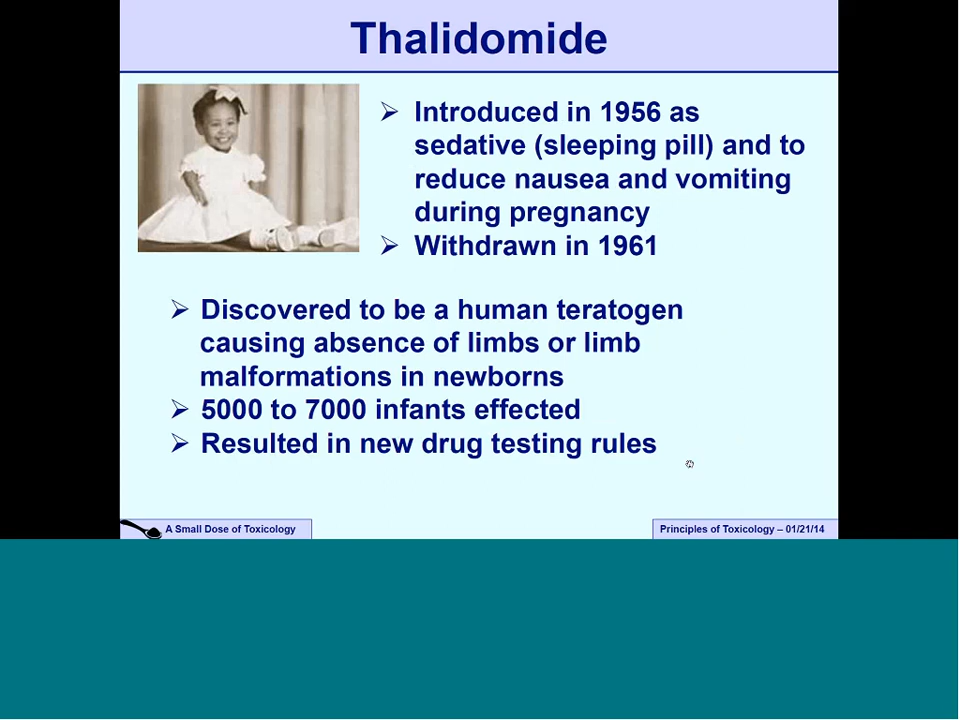 Thalidomide
Introduced in 1956 as
sedative (sleeping pill) and to
reduce nausea and vomiting
during pregnancy
Withdrawn in 1961
Discovered to be a human teratogen
causing absence of limbs or limb
malformations in newborns
5000 to 7000 infants effected
Resulted in new drug testing rules
A Small Dose of Toxicology
Principles of Toxicology – 01/21/14